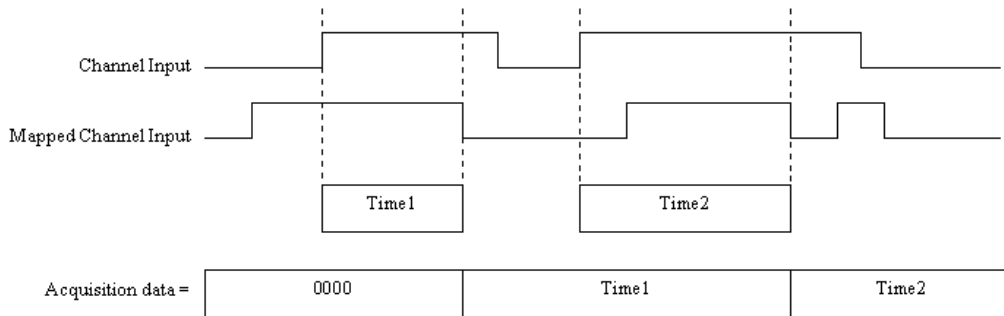 Channel Input
Mapped Channel Input
Time1
Time2
Acquisition data =
0000
Time1
Time2